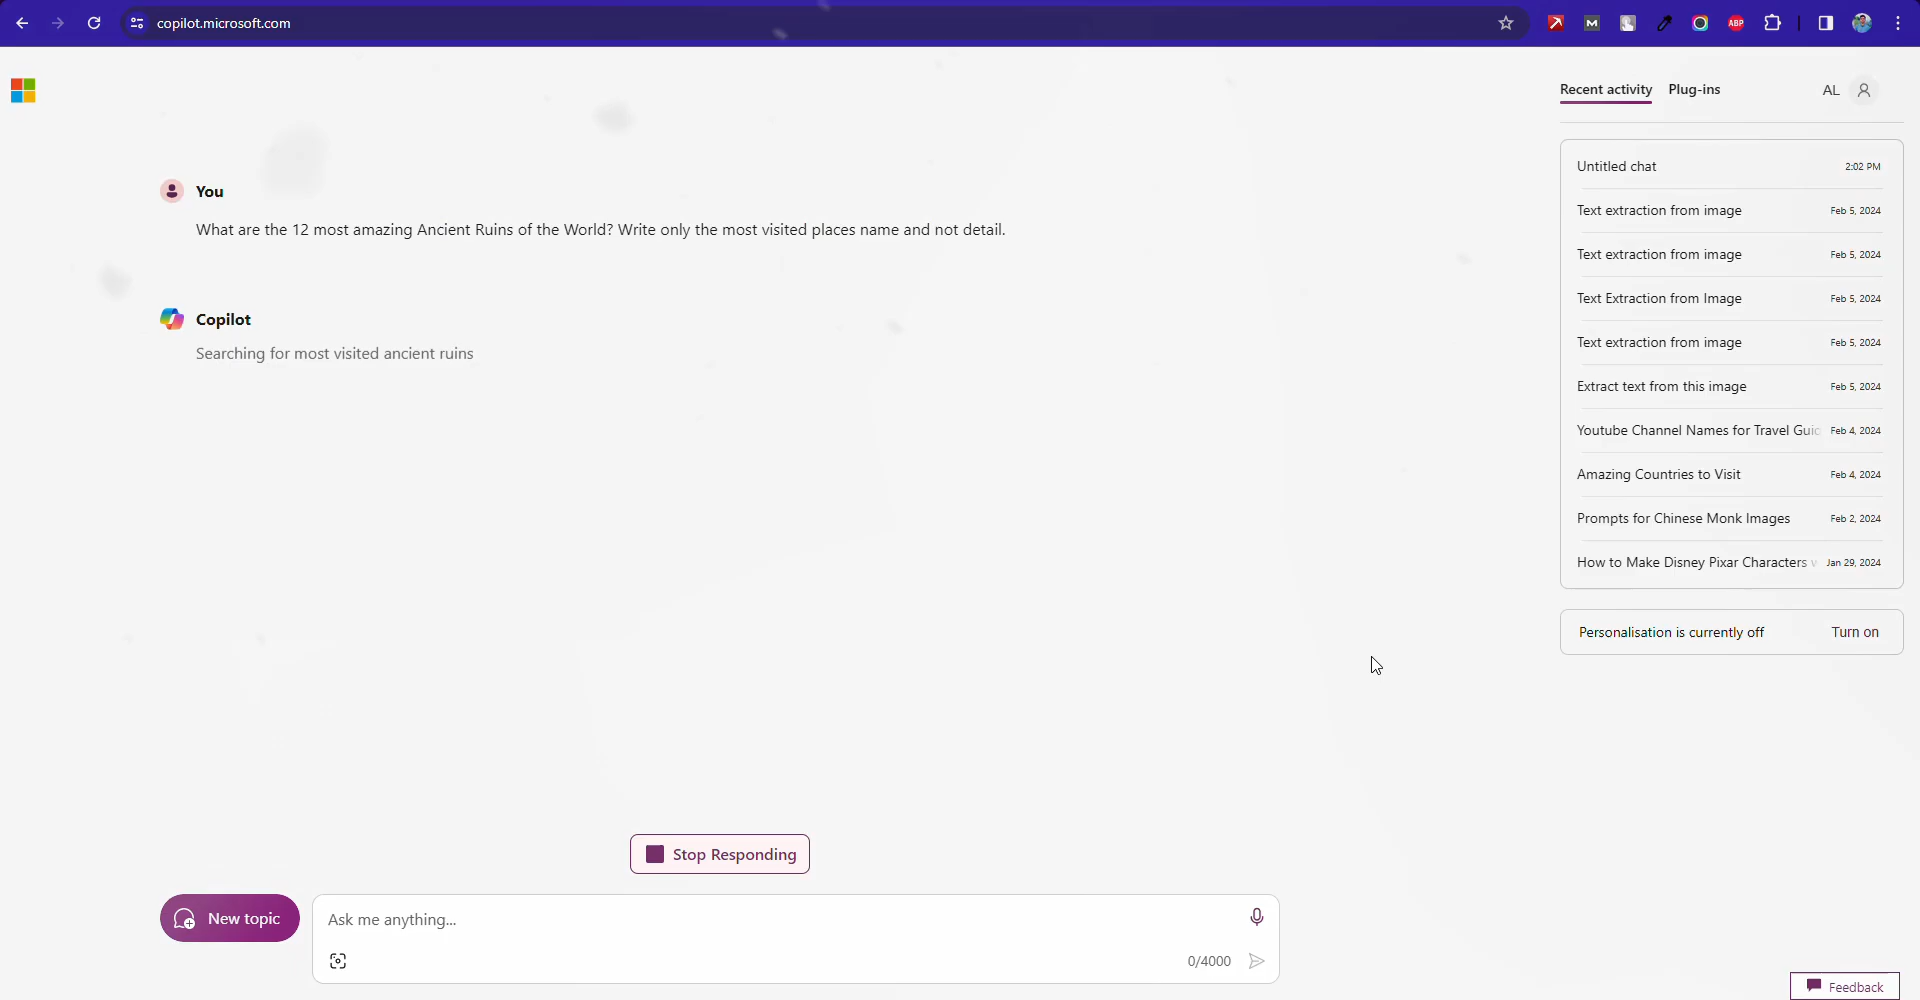 copilot.microsoft.com
M
ABP
Recent activity
Plug-ins
AL
You
What are the 12 most amazing Ancient Ruins of the World? Write only the most visited places name and not detail.
Copilot
Searching for most visited ancient ruins
Untitled chat 2:02 PM
Text extraction from image Feb 5, 2024
Text extraction from image Feb 5, 2024
Text Extraction from Image Feb 5, 2024
Text extraction from image Feb 5, 2024
Extract text from this image Feb 5, 2024
Youtube Channel Names for Travel Guid Feb 4, 2024
Amazing Countries to Visit Feb 4, 2024
Prompts for Chinese Monk Images Feb 2, 2024
How to Make Disney Pixar Characters w Jan 29, 2024
Personalisation is currently off Turn on
Stop Responding
New topic
Ask me anything...
0/4000
Feedback